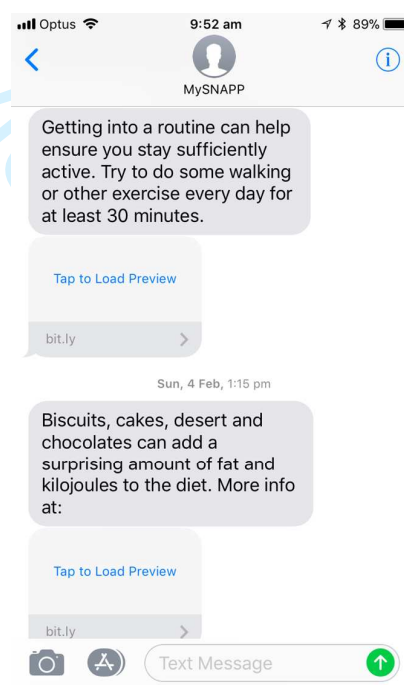 Optus 9:52 am 89%
MySNAPP
Getting into a routine can help
ensure you stay sufficiently
active. Try to do some walking
or other exercise every day for
at least 30 minutes.
Tap to Load Preview
bit.ly
Sun, 4 Feb, 1:15 pm
Biscuits, cakes, desert and
chocolates can add a
surprising amount of fat and
kilojoules to the diet. More info
at:
Tap to Load Preview
bit.ly
Text Message